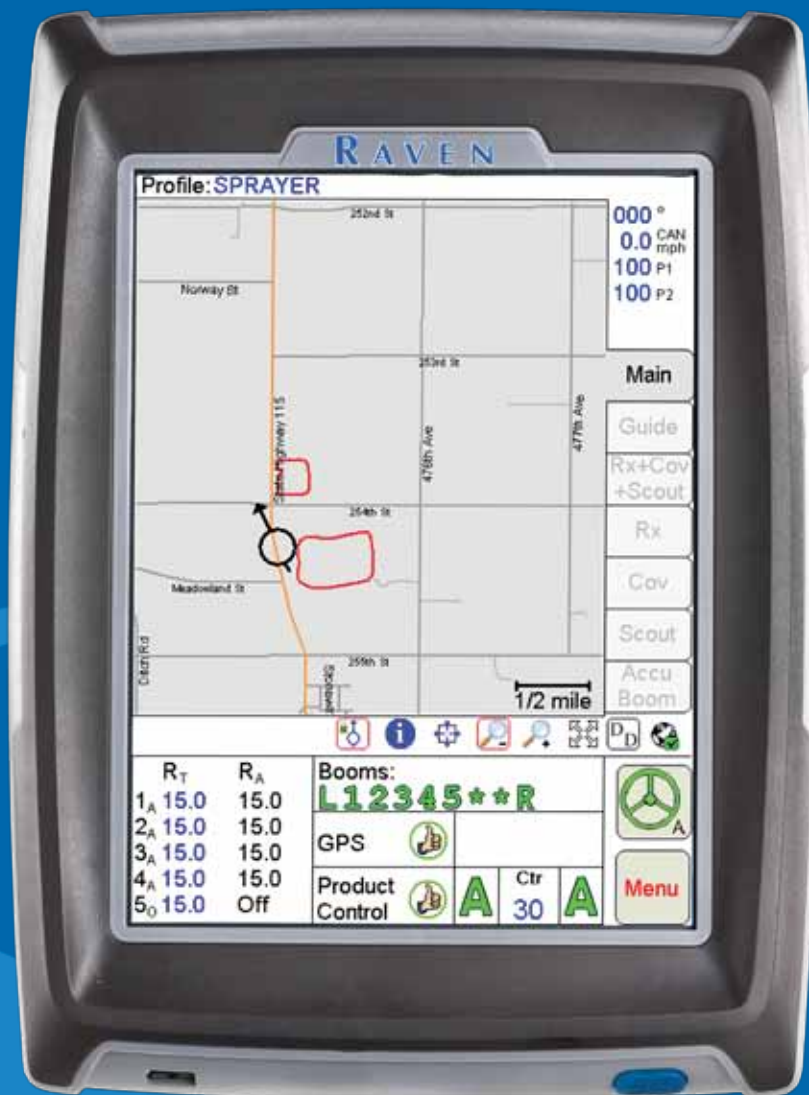 RAVEN
Profile:SPRAYER
000 °
0.0 CAN mph
100 P1
100 P2
252nd St
Norway St
253rd St
State Highway 115
476th Ave
477th Ave
254th St
Meadowland St
Ditch Rd
255th St
1/2 mile
Main
Guide
Rx+Cov
+Scout
Rx
Cov
Scout
Accu
Boom
DD
RT RA
1A 15.0 15.0
2A 15.0 15.0
3A 15.0 15.0
4A 15.0 15.0
5O 15.0 Off
Booms:
L12345**R
GPS
Product
Control
A
Ctr
30
A
A
Menu